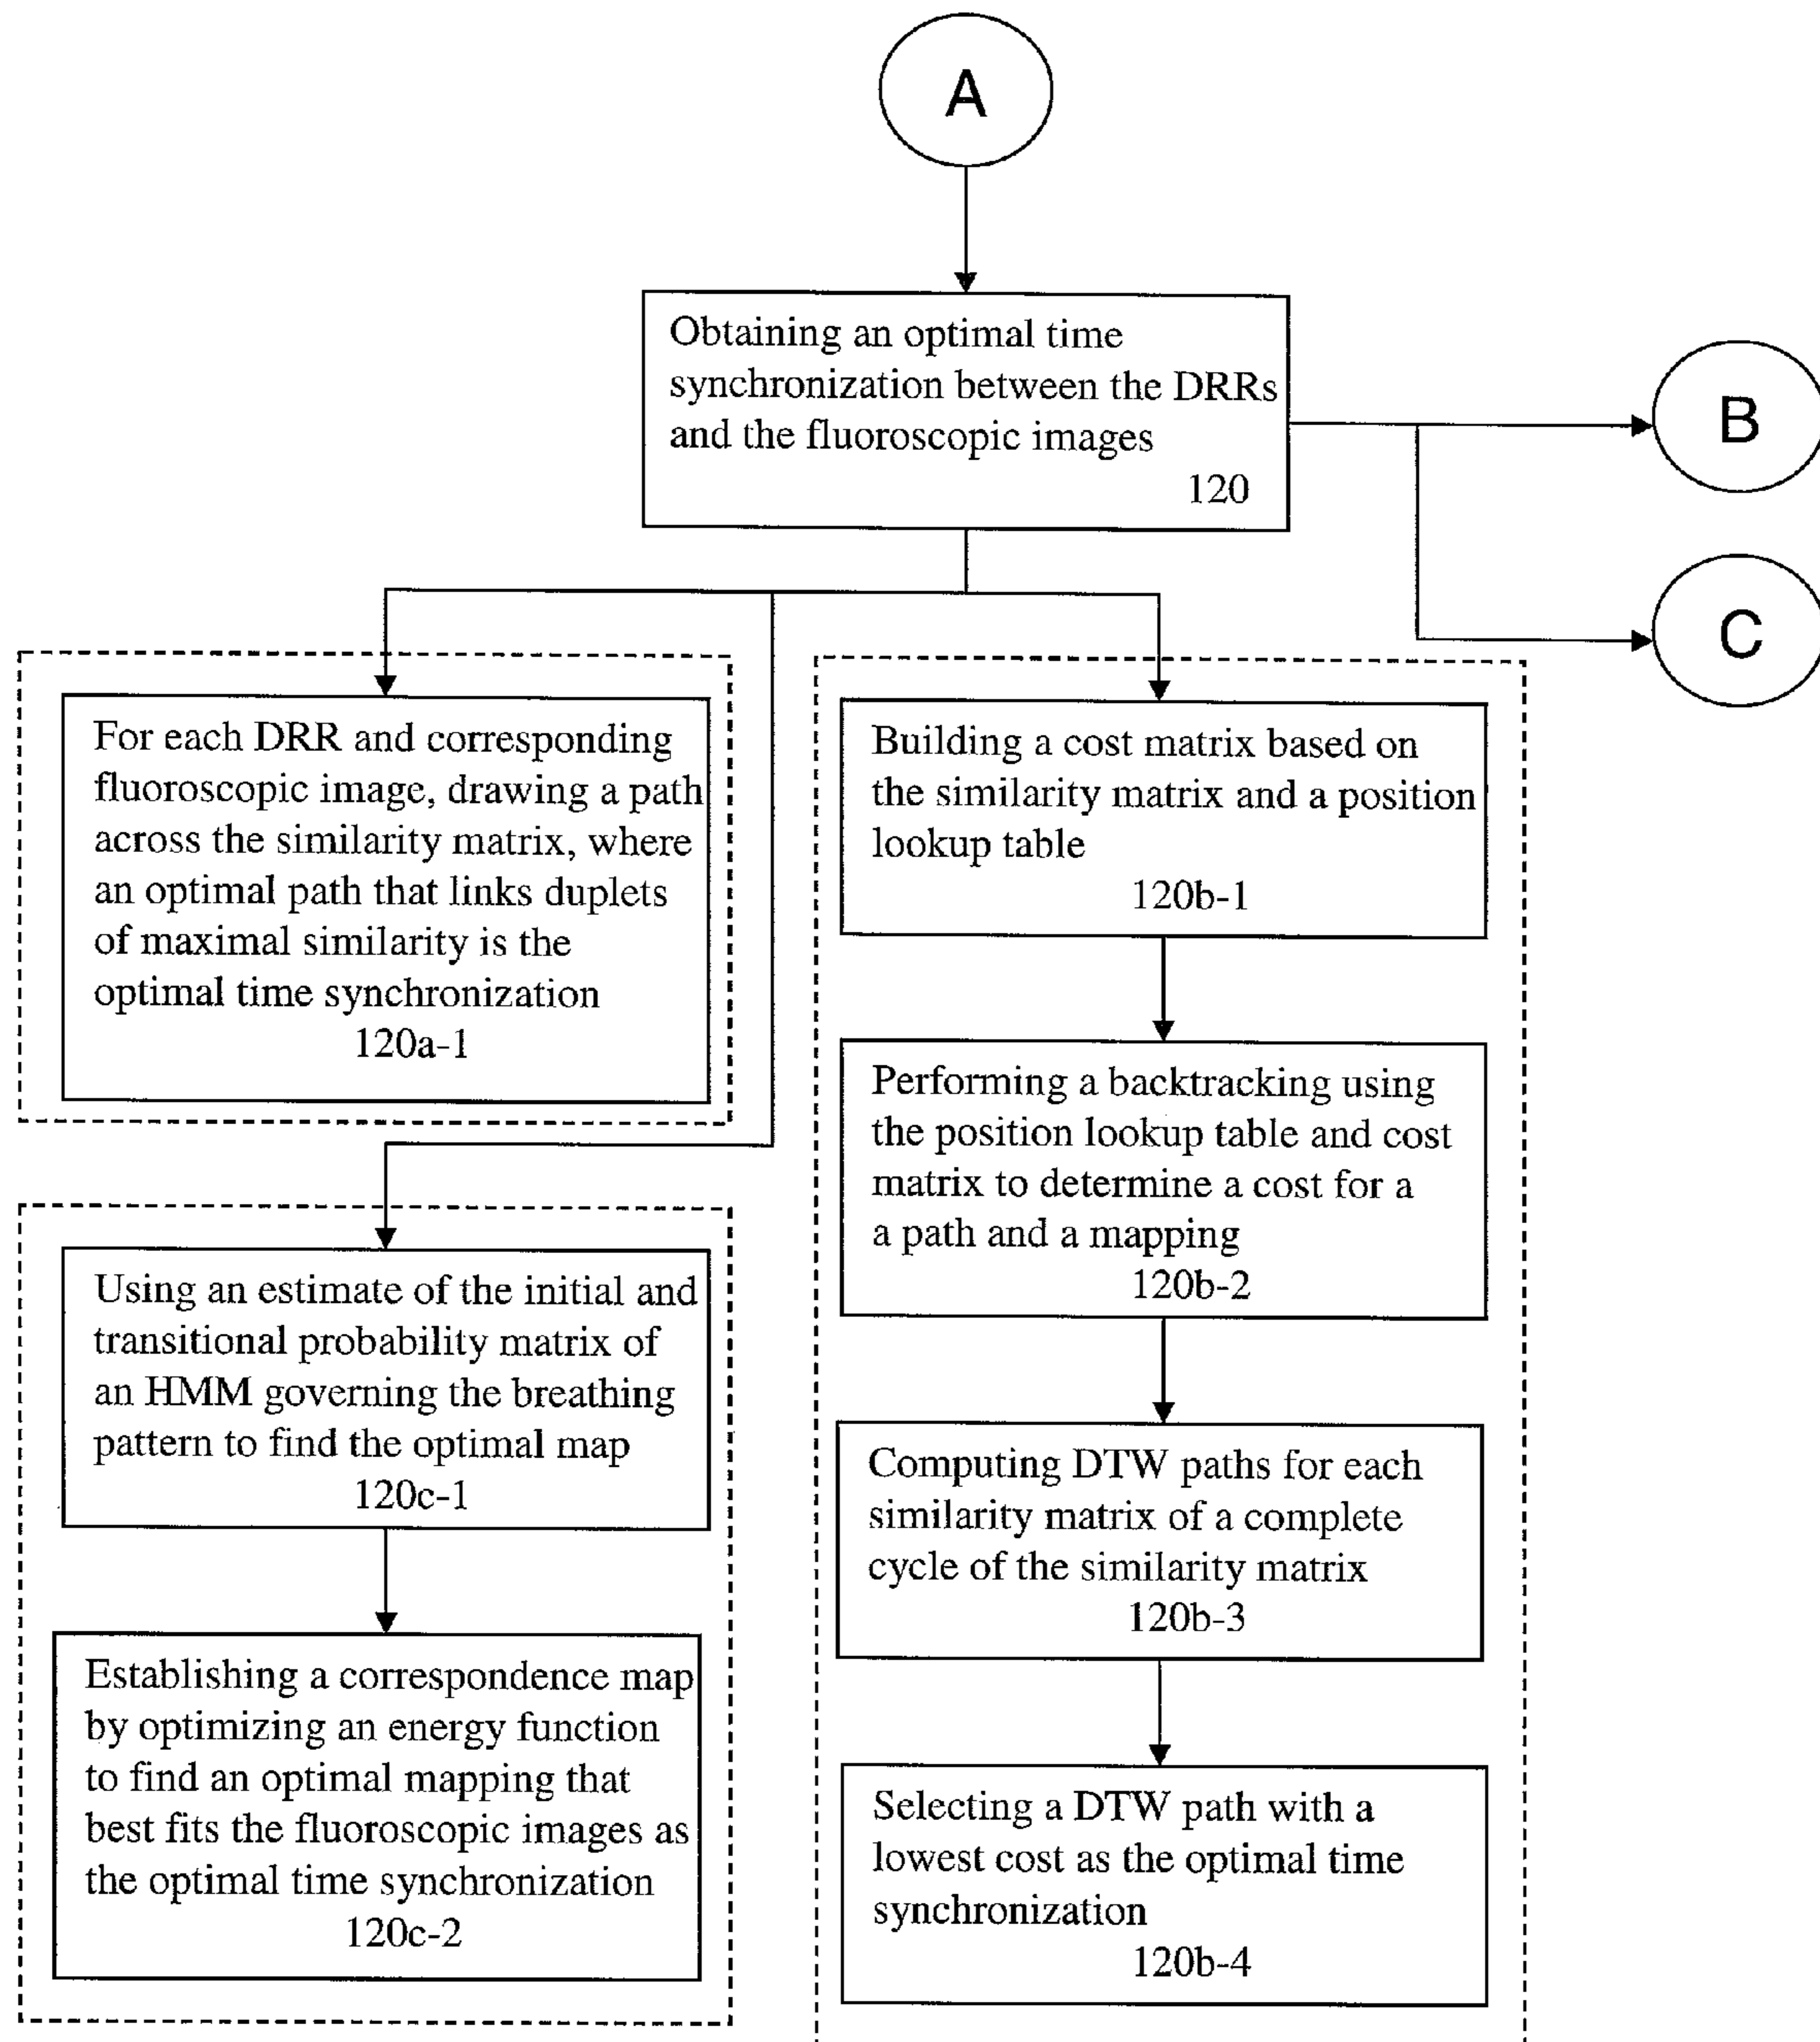 A
Obtaining an optimal time
synchronization between the DRRs
and the fluoroscopic images
120
B
C
For each DRR and corresponding
fluoroscopic image, drawing a path
across the similarity matrix, where
an optimal path that links duplets
of maximal similarity is the
optimal time synchronization
120a-1
Using an estimate of the initial and
transitional probability matrix of
an HMM governing the breathing
pattern to find the optimal map
120c-1
Establishing a correspondence map
by optimizing an energy function
to find an optimal mapping that
best fits the fluoroscopic images as
the optimal time synchronization
120c-2
Building a cost matrix based on
the similarity matrix and a position
lookup table
120b-1
Performing a backtracking using
the position lookup table and cost
matrix to determine a cost for a
a path and a mapping
120b-2
Computing DTW paths for each
similarity matrix of a complete
cycle of the similarity matrix
120b-3
Selecting a DTW path with a
lowest cost as the optimal time
synchronization
120b-4